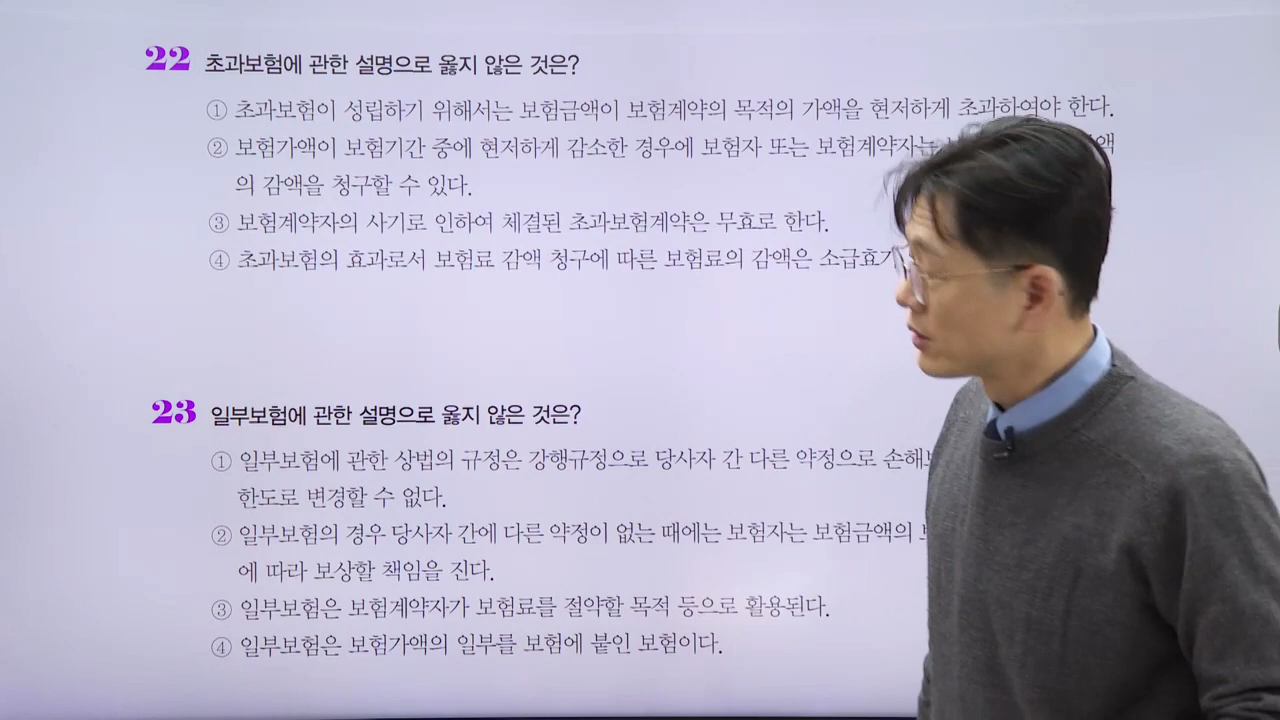 22 초과보험에 관한 설명으로 옳지 않은 것은?
① 초과보험이 성립하기 위해서는 보험금액이 보험계약의 목적의 가액을 현저하게 초과하여야 한다.
② 보험가액이 보험기간 중에 현저하게 감소한 경우에 보험자 또는 보험계약자는
의 감액을 청구할 수 있다.
③ 보험계약자의 사기로 인하여 체결된 초과보험계약은 무효로 한다.
④ 초과보험의 효과로서 보험료 감액 청구에 따른 보험료의 감액은
23 일부보험에 관한 설명으로 옳지 않은 것은?
① 일부보험에 관한 상법의 규정은 강행규정으로 당사자 간 다른 약정으로
한도로 변경할 수 없다.
② 일부보험의 경우 당사자 간에 다른 약정이 없는 때에는 보험자는 보험금액의
에 따라 보상할 책임을 진다.
③ 일부보험은 보험계약자가 보험료를 절약할 목적 등으로 활용된다.
④ 일부보험은 보험가액의 일부를 보험에 붙인 보험이다.